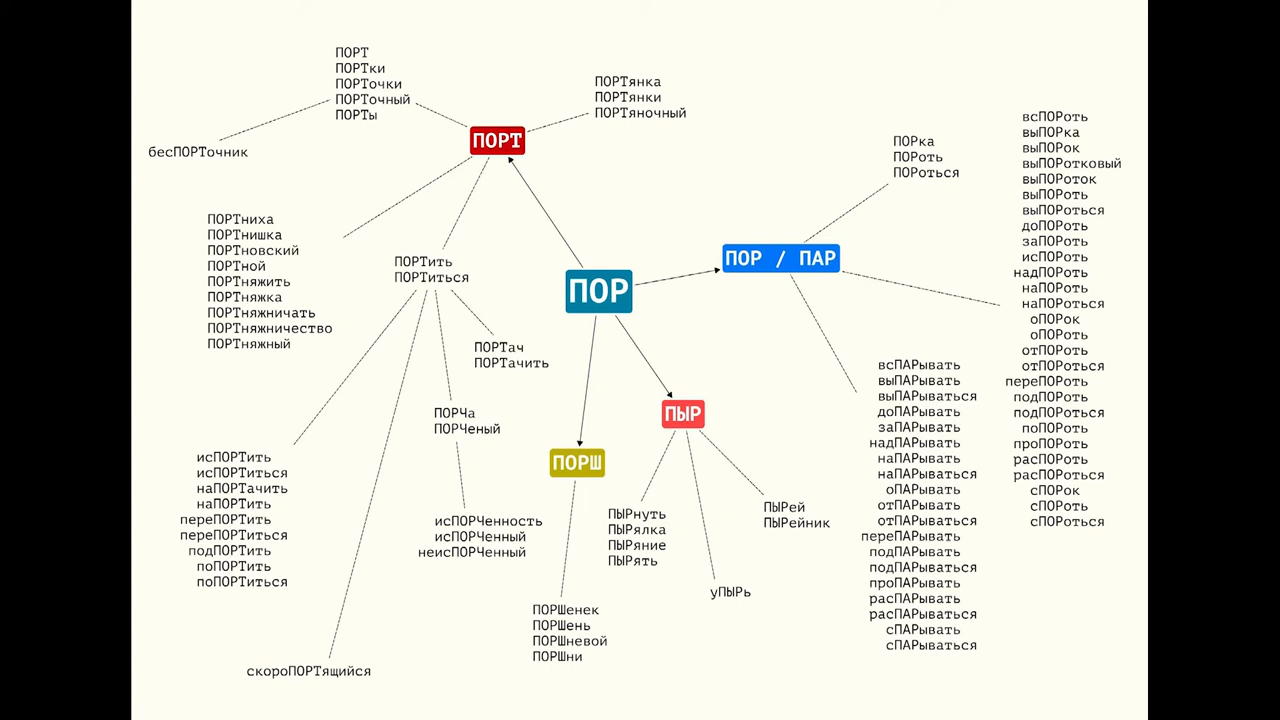 ПОРТ
ПОРТки
ПОРТочки
ПОРТочный
ПОРТы
бесПОРТочник
ПОРТянка
ПОРТянки
ПОРТяночный
ПОРТ
ПОРТниха
ПОРТнишка
ПОРТновский
ПОРТной
ПОРТняжить
ПОРТняжка
ПОРТняжничать
ПОРТняжничество
ПОРТняжный
ПОРТить
ПОРТиться
ПОРТач
ПОРТачить
ПОРЧа
ПОРЧеный
исПОРТить
исПОРТиться
наПОРТачить
наПОРТить
переПОРТить
переПОРТиться
подПОРТить
поПОРТить
поПОРТиться
исПОРЧенность
исПОРЧенный
неисПОРЧенный
скороПОРТящийся
ПОР
ПОРШ
ПОРШенек
ПОРШень
ПОРШневой
ПОРШни
ПЫР
ПЫРнуть
ПЫРялка
ПЫРяние
ПЫРять
уПЫРь
ПЫРей
ПЫРейник
ПОР / ПАР
ПОРка
ПОРоть
ПОРоться
всПАРывать
выПАРывать
выПАРываться
доПАРывать
заПАРывать
надПАРывать
наПАРывать
наПАРываться
оПАРывать
отПАРывать
отПАРываться
переПАРывать
подПАРывать
подПАРываться
проПАРывать
расПАРывать
расПАРываться
сПАРывать
сПАРываться
всПОРоть
выПОРка
выПОРок
выПОРотковый
выПОРоток
выПОРоть
выПОРоться
доПОРоть
заПОРоть
исПОРоть
надПОРоть
наПОРоть
наПОРоться
оПОРок
оПОРоть
отПОРоть
отПОРоться
переПОРоть
подПОРоть
подПОРоться
поПОРоть
проПОРоть
расПОРоть
расПОРоться
сПОРок
сПОРоть
сПОРоться